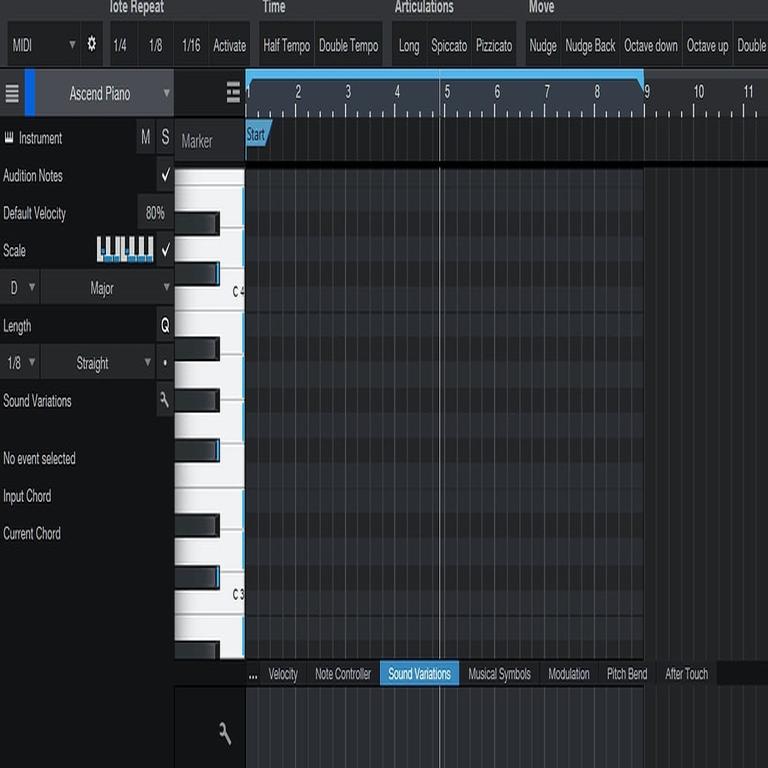 Tote Repeat Time Articulations Move
MIDI 1/4 1/8 1/16 Activate Half Tempo Double Tempo Long Spiccato Pizzicato Nudge Nudge Back Octave down Octave up Double
Ascend Piano 1 2 3 4 5 6 7 8 9 10 11
Instrument M S Marker Start
Audition Notes
Default Velocity 80%
Scale
D Major C 4
Length Q
1/8 Straight
Sound Variations
No event selected
Input Chord
Current Chord
C 3
... Velocity Note Controller Sound Variations Musical Symbols Modulation Pitch Bend After Touch